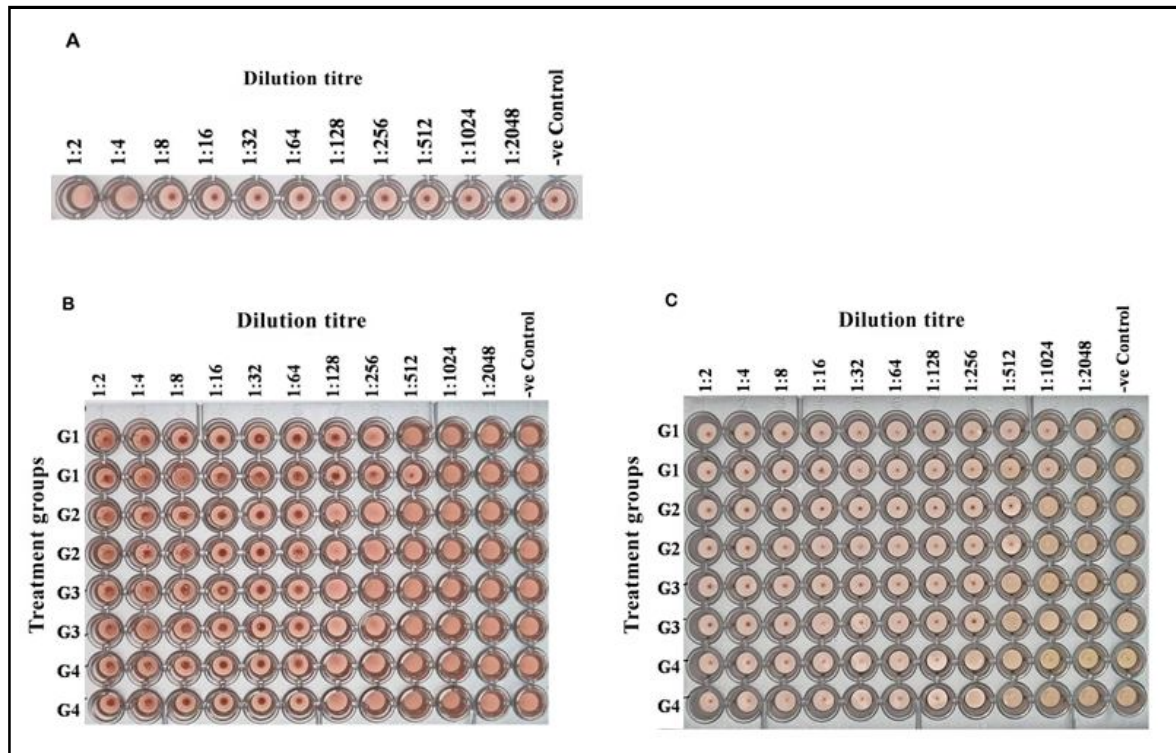 A
Dilution titre
1:2 1:4 1:8 1:16 1:32 1:64 1:128 1:256 1:512 1:1024 1:2048 -ve Control
B
Dilution titre
1:2 1:4 1:8 1:16 1:32 1:64 1:128 1:256 1:512 1:1024 1:2048 -ve Control
Treatment groups
G1
G1
G2
G2
G3
G3
G4
G4
C
Dilution titre
1:2 1:4 1:8 1:16 1:32 1:64 1:128 1:256 1:512 1:1024 1:2048 -ve Control
Treatment groups
G1
G1
G2
G2
G3
G3
G4
G4